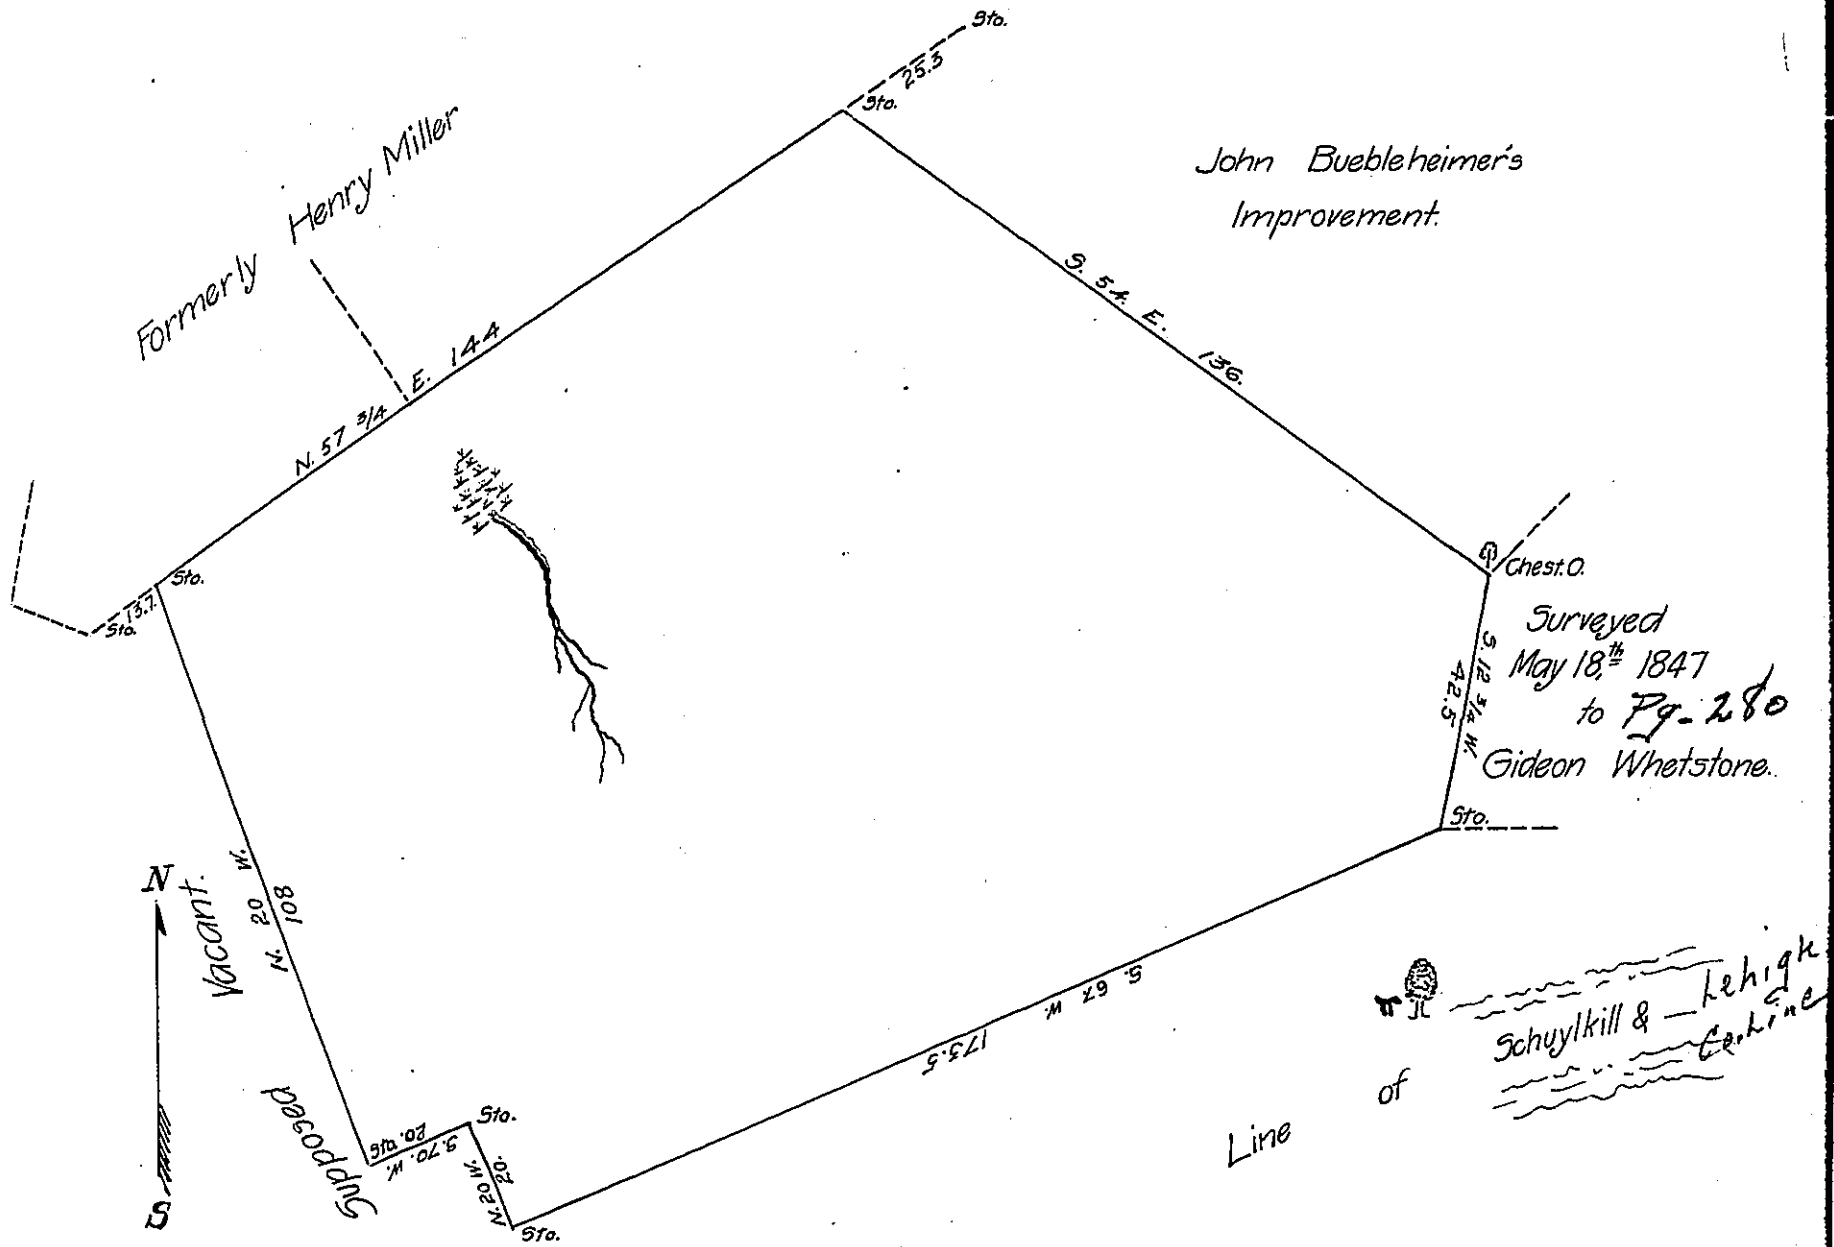 Sto.
25.3
Sto.
John Buebleheimer's
Improvement.
Formerly Henry Miller
N. 57 3/4 E. 144
S. 54. E. 136.
Sto.
13.7.
Sto.
Chest. O.
Surveyed
May 18,th 1847
to Pg- 280
Gideon Whetstone.
S. 12 3/4 W.
42.5
Sto.
N
S
Supposed Vacant.
N. 20 W.
108
S. 67 W.
173.5
Sto.
20.
S. 70. W.
Sto.
N. 20 W.
20.
Sto.
Line of Schuylkill & Lehigh
Co. Line